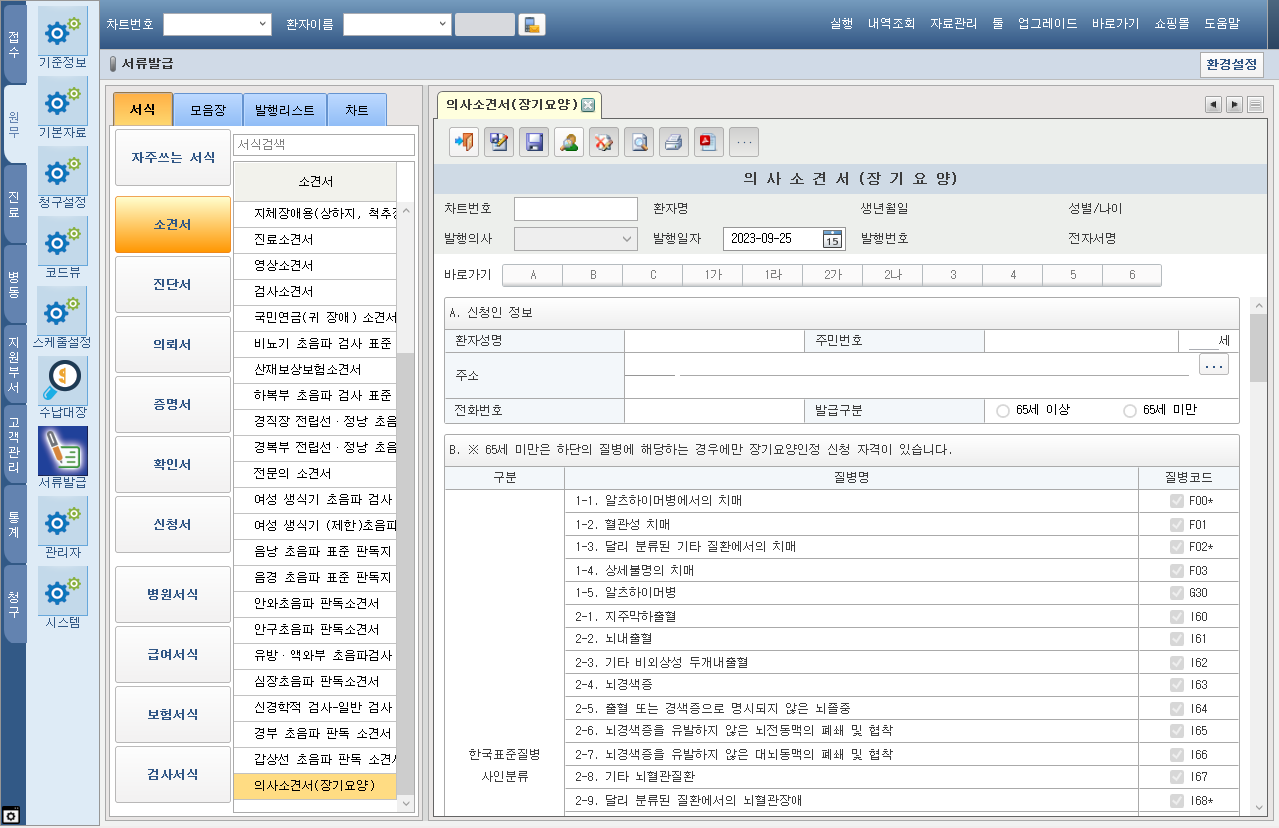 차트번호 환자이름 실행 내역조회 자료관리 툴 업그레이드 바로가기 쇼핑몰 도움말
접수
원무
진료
병동
지원부서
고객관리
통계
청구
기준정보
기본자료
청구설정
코드뷰
스케줄설정
수납대장
서류발급
관리자
시스템
서류발급 환경설정
서식 모음장 발행리스트 차트
자주쓰는 서식
소견서
진단서
의뢰서
증명서
확인서
신청서
병원서식
급여서식
보험서식
검사서식
서식검색
소견서
지체장애용(상하지, 척추
진료소견서
영상소견서
검사소견서
국민연금(귀 장애) 소견서
비뇨기 초음파 검사 표준
산재보상보험소견서
하복부 초음파 검사 표준
경직장 전립선·정낭 초음
경복부 전립선·정낭 초음
전문의 소견서
여성 생식기 초음파 검사
여성 생식기 (제한)초음파
음낭 초음파 표준 판독지
음경 초음파 표준 판독지
안와초음파 판독소견서
안구초음파 판독소견서
유방·액와부 초음파검사
심장초음파 판독소견서
신경학적 검사-일반 검사
경부 초음파 판독 소견서
갑상선 초음파 판독 소견
의사소견서(장기요양)
의사소견서(장기요양)
...
의 사 소 견 서 (장 기 요 양)
차트번호 환자명 생년월일 성별/나이
발행의사 발행일자 2023-09-25 15 발행번호 전자서명
바로가기 A B C 1가 1라 2가 2나 3 4 5 6
A. 신청인 정보
환자성명 주민번호 ____세
주소 ...
전화번호 발급구분 65세 이상 65세 미만
B. ※ 65세 미만은 하단의 질병에 해당하는 경우에만 장기요양인정 신청 자격이 있습니다.
구분 질병명 질병코드
한국표준질병
사인분류
1-1. 알츠하이머병에서의 치매 F00*
1-2. 혈관성 치매 F01
1-3. 달리 분류된 기타 질환에서의 치매 F02*
1-4. 상세불명의 치매 F03
1-5. 알츠하이머병 G30
2-1. 지주막하출혈 I60
2-2. 뇌내출혈 I61
2-3. 기타 비외상성 두개내출혈 I62
2-4. 뇌경색증 I63
2-5. 출혈 또는 경색증으로 명시되지 않은 뇌졸중 I64
2-6. 뇌경색증을 유발하지 않은 뇌전동맥의 폐쇄 및 협착 I65
2-7. 뇌경색증을 유발하지 않은 대뇌동맥의 폐쇄 및 협착 I66
2-8. 기타 뇌혈관질환 I67
2-9. 달리 분류된 질환에서의 뇌혈관장애 I68*